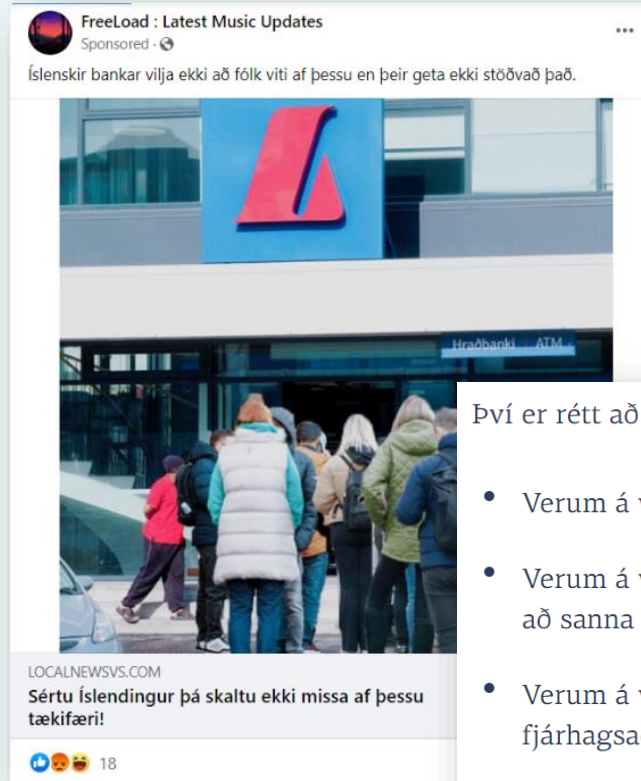 FreeLoad : Latest Music Updates
Sponsored ·
Íslenskir bankar vilja ekki að fólk viti af þessu en þeir geta ekki stöðvað það.
Hraðbanki ATM
LOCALNEWSVS.COM
Sértu Íslendingur þá skaltu ekki missa af þessu
tækifæri!
18
Því er rétt að
• Verum á
• Verum á
að sanna
• Verum á